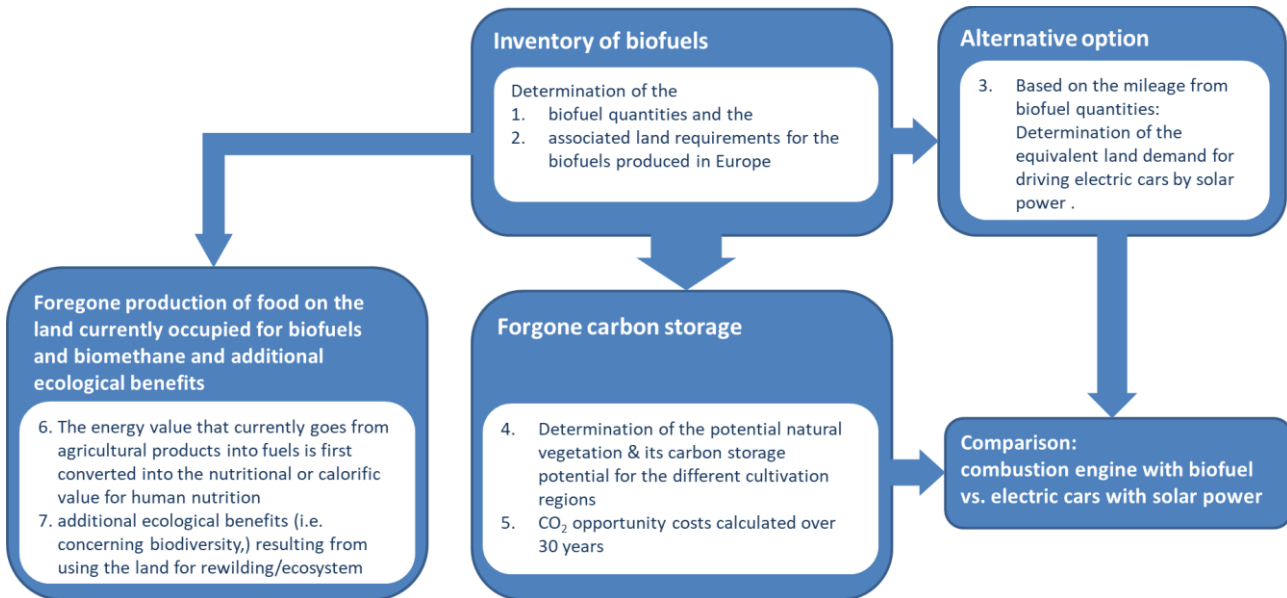 Inventory of biofuels
Determination of the
1. biofuel quantities and the
2. associated land requirements for the
biofuels produced in Europe
Alternative option
3. Based on the mileage from
biofuel quantities:
Determination of the
equivalent land demand for
driving electric cars by solar
power .
Foregone production of food on the
land currently occupied for biofuels
and biomethane and additional
ecological benefits
6. The energy value that currently goes from
agricultural products into fuels is first
converted into the nutritional or calorific
value for human nutrition
7. additional ecological benefits (i.e.
concerning biodiversity,) resulting from
using the land for rewilding/ecosystem
Forgone carbon storage
4. Determination of the potential natural
vegetation & its carbon storage
potential for the different cultivation
regions
5. CO₂ opportunity costs calculated over
30 years
Comparison:
combustion engine with biofuel
vs. electric cars with solar power